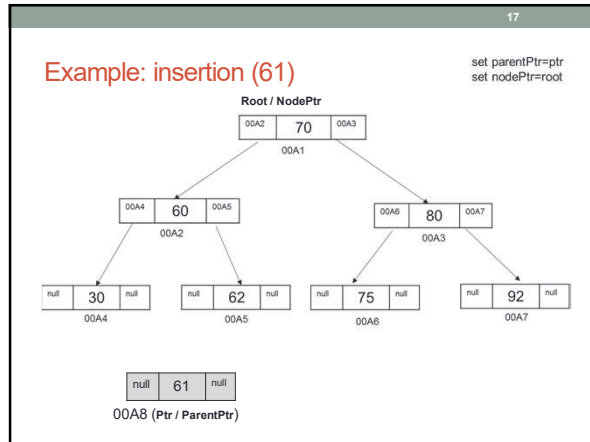 17
Example: insertion (61)
set parentPtr=ptr
set nodePtr=root
Root / NodePtr
00A2 70 00A3
00A1
00A4 60 00A5
00A2
00A6 80 00A7
00A3
null 30 null
00A4
null 62 null
00A5
null 75 null
00A6
null 92 null
00A7
null 61 null
00A8 (Ptr / ParentPtr)